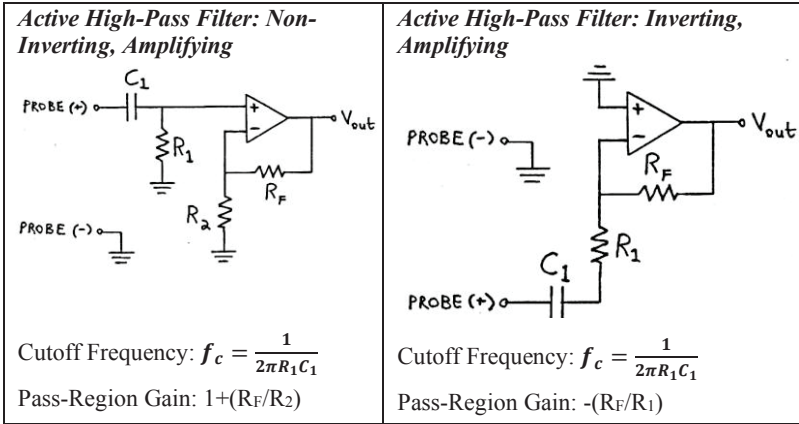 Active High-Pass Filter: Non-
Inverting, Amplifying
C₁
PROBE (+)
+
-
Vout
R₁
RF
R₂
PROBE (-)
Cutoff Frequency: f_c = 1/(2πR₁C₁)
Pass-Region Gain: 1+(RF/R₂)
Active High-Pass Filter: Inverting,
Amplifying
+
-
Vout
PROBE (-)
RF
R₁
C₁
PROBE (+)
Cutoff Frequency: f_c = 1/(2πR₁C₁)
Pass-Region Gain: -(RF/R₁)